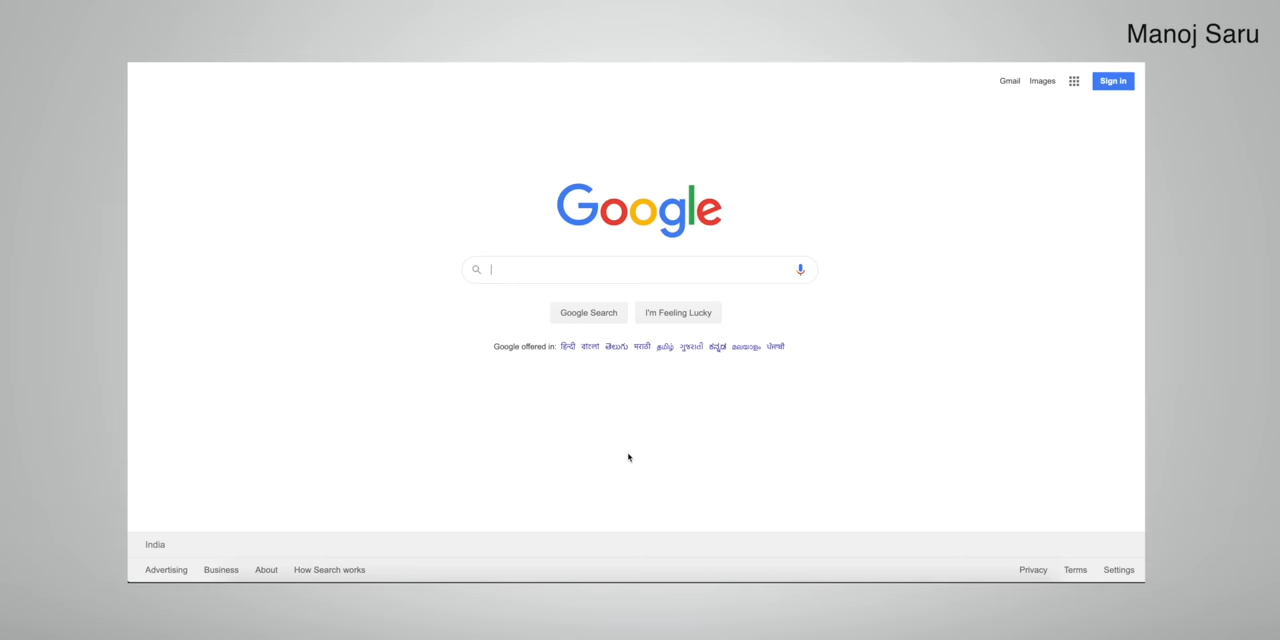 Manoj Saru
Gmail Images Sign in
Google
Google Search I'm Feeling Lucky
Google offered in: हिन्दी বাংলা తెలుగు मराठी தமிழ் ગુજરાતી ಕನ್ನಡ മലയാളം ਪੰਜਾਬੀ
India
Advertising Business About How Search works Privacy Terms Settings